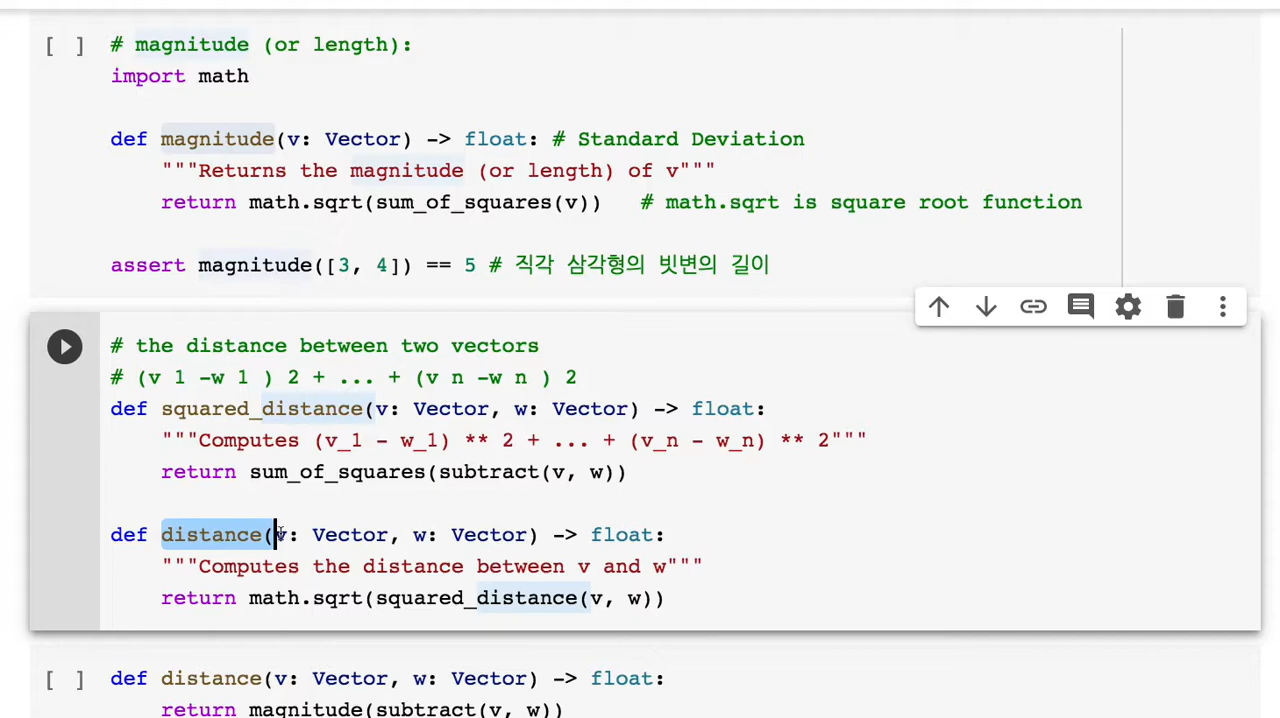 [ ] # magnitude (or length):
import math
def magnitude(v: Vector) -> float: # Standard Deviation
"""Returns the magnitude (or length) of v"""
return math.sqrt(sum_of_squares(v)) # math.sqrt is square root function
assert magnitude([3, 4]) == 5 # 직각 삼각형의 빗변의 길이
# the distance between two vectors
# (v 1 -w 1 ) 2 + ... + (v n -w n ) 2
def squared_distance(v: Vector, w: Vector) -> float:
"""Computes (v_1 - w_1) ** 2 + ... + (v_n - w_n) ** 2"""
return sum_of_squares(subtract(v, w))
def distance(v: Vector, w: Vector) -> float:
"""Computes the distance between v and w"""
return math.sqrt(squared_distance(v, w))
[ ] def distance(v: Vector, w: Vector) -> float:
return magnitude(subtract(v, w))